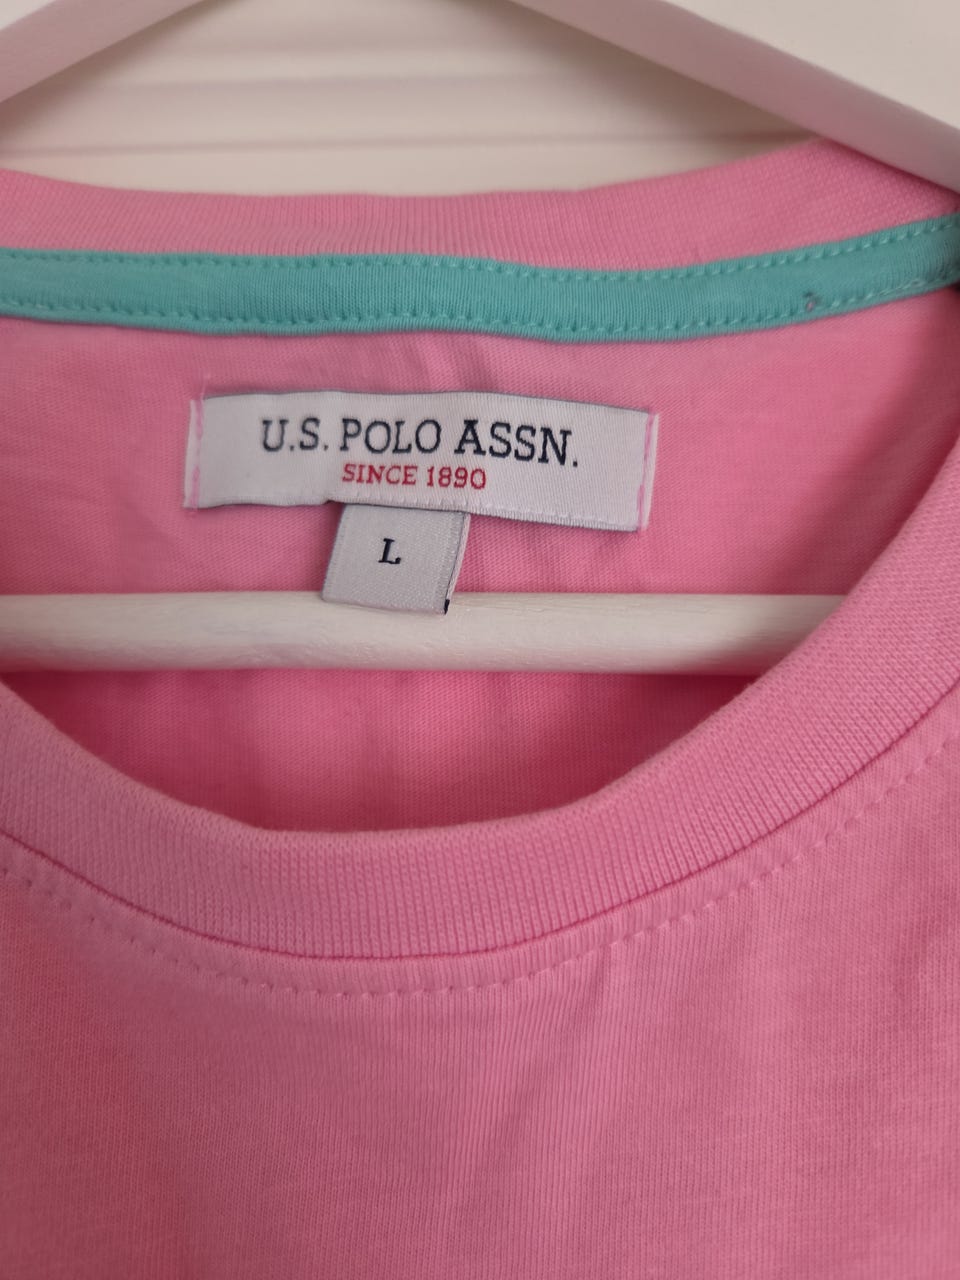 U.S. POLO ASSN.
SINCE 1890
L